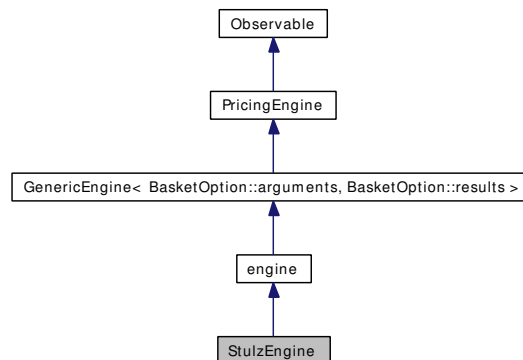 Observable
PricingEngine
GenericEngine< BasketOption::arguments, BasketOption::results >
engine
StulzEngine